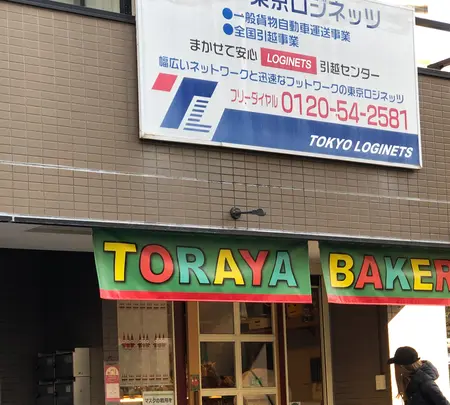 東京ロジネッツ
●一般貨物自動車運送事業
●全国引越事業
まかせて安心 LOGINETS 引越センター
幅広いネットワークと迅速なフットワークの東京ロジネッツ
フリーダイヤル 0120-54-2581
TOKYO LOGINETS
TORAYA BAKER